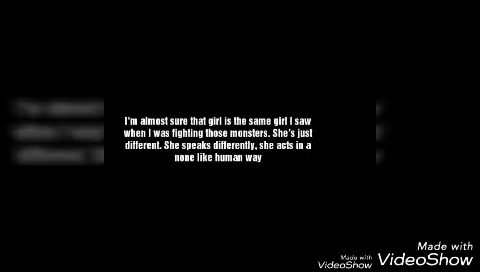 I'm almost sure that girl is the same girl I saw
when I was fighting those monsters. She's just
different. She speaks differently, she acts in a
none like human way
Made with
VideoShow
Made with
VideoShow